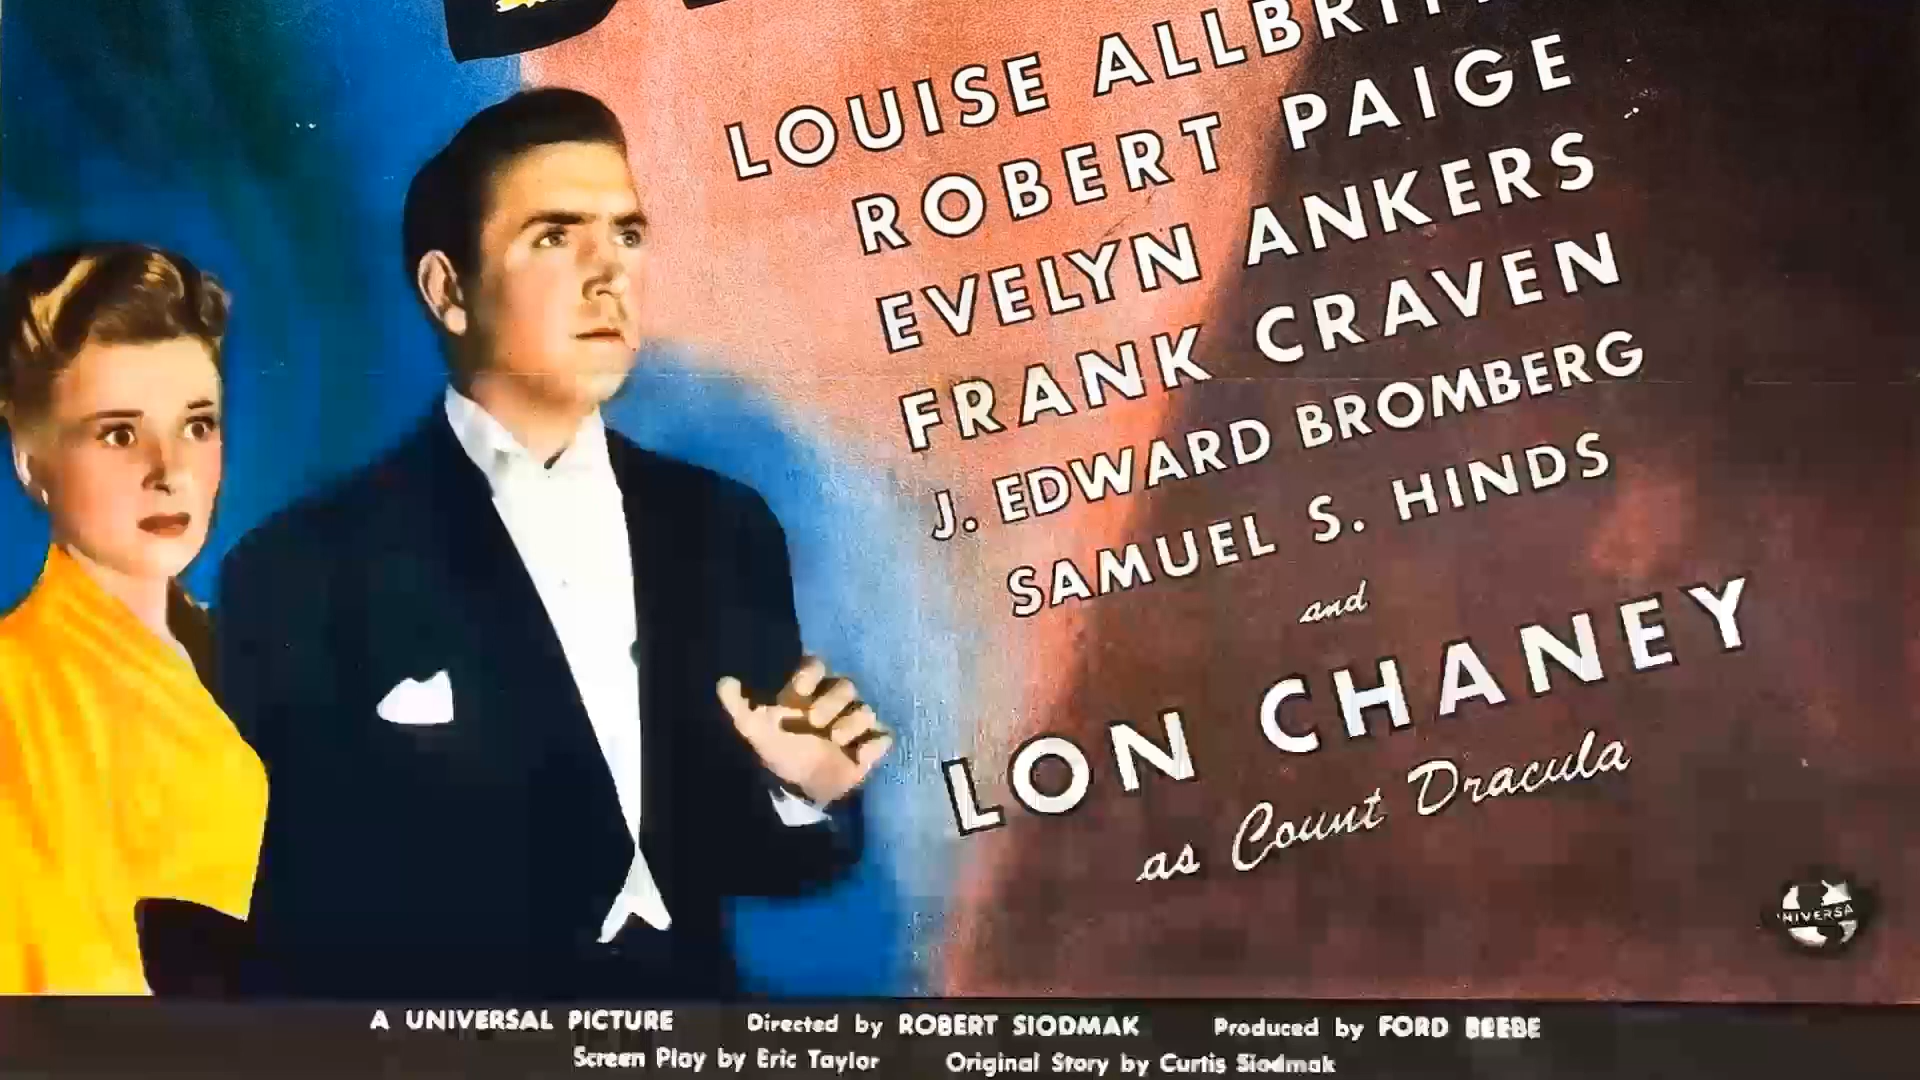 LOUISE
ROBERT PAIGE
EVELYN ANKERS
FRANK CRAVEN
J. EDWARD BROMBERG
SAMUEL S. HINDS
and
LON CHANEY
as Count Dracula
A UNIVERSAL PICTURE Directed by ROBERT SIODMAK Produced by FORD BEEBE
Screen Play by Eric Taylor Original Story by Curtis Siodmak